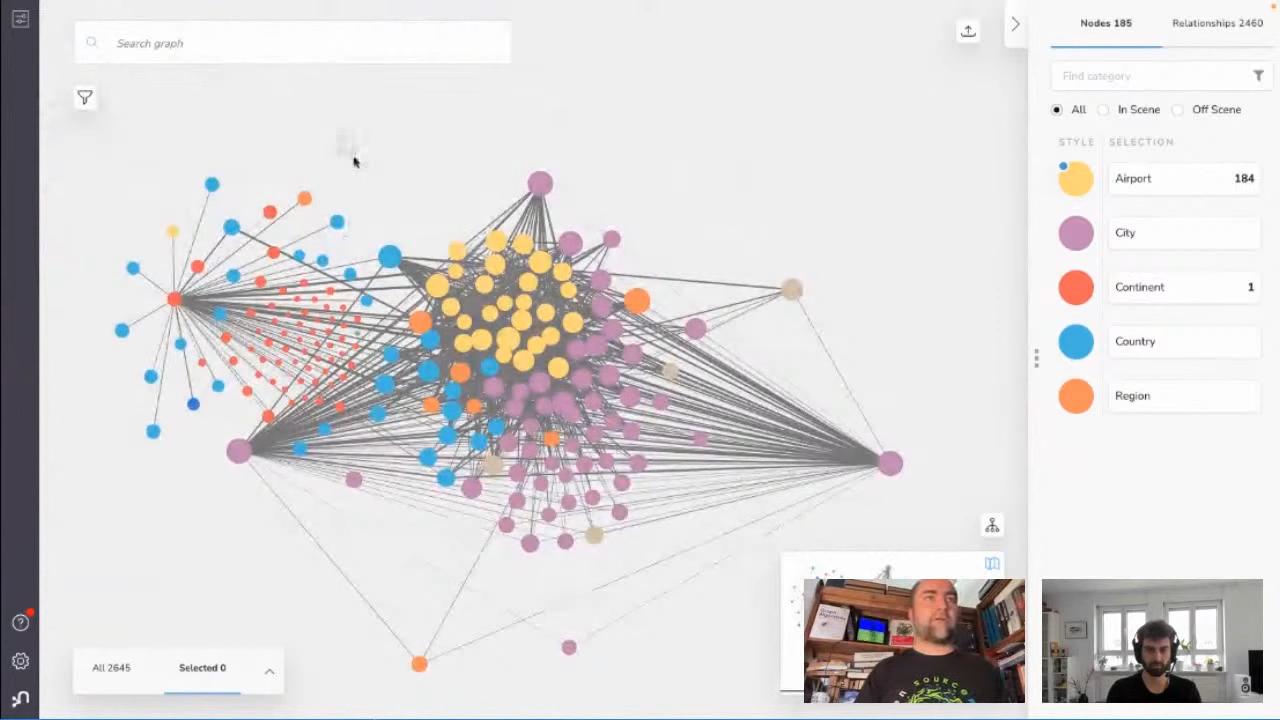 Search graph
Nodes 185
Relationships 2460
Find category
All
In Scene
Off Scene
STYLE
SELECTION
Airport 184
City
Continent 1
Country
Region
All 2645
Selected 0